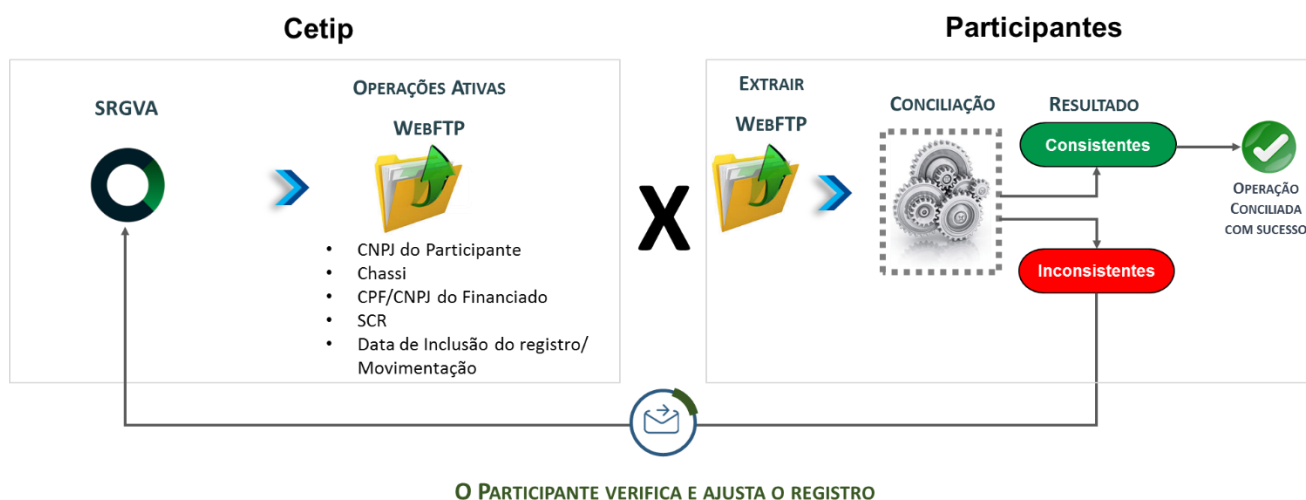 Cetip
Participantes
SRGVA
OPERAÇÕES ATIVAS
WEBFTP
• CNPJ do Participante
• Chassi
• CPF/CNPJ do Financiado
• SCR
• Data de Inclusão do registro/
Movimentação
X
EXTRAIR
WEBFTP
CONCILIAÇÃO
RESULTADO
Consistentes
Inconsistentes
OPERAÇÃO
CONCILIADA
COM SUCESSO
O PARTICIPANTE VERIFICA E AJUSTA O REGISTRO